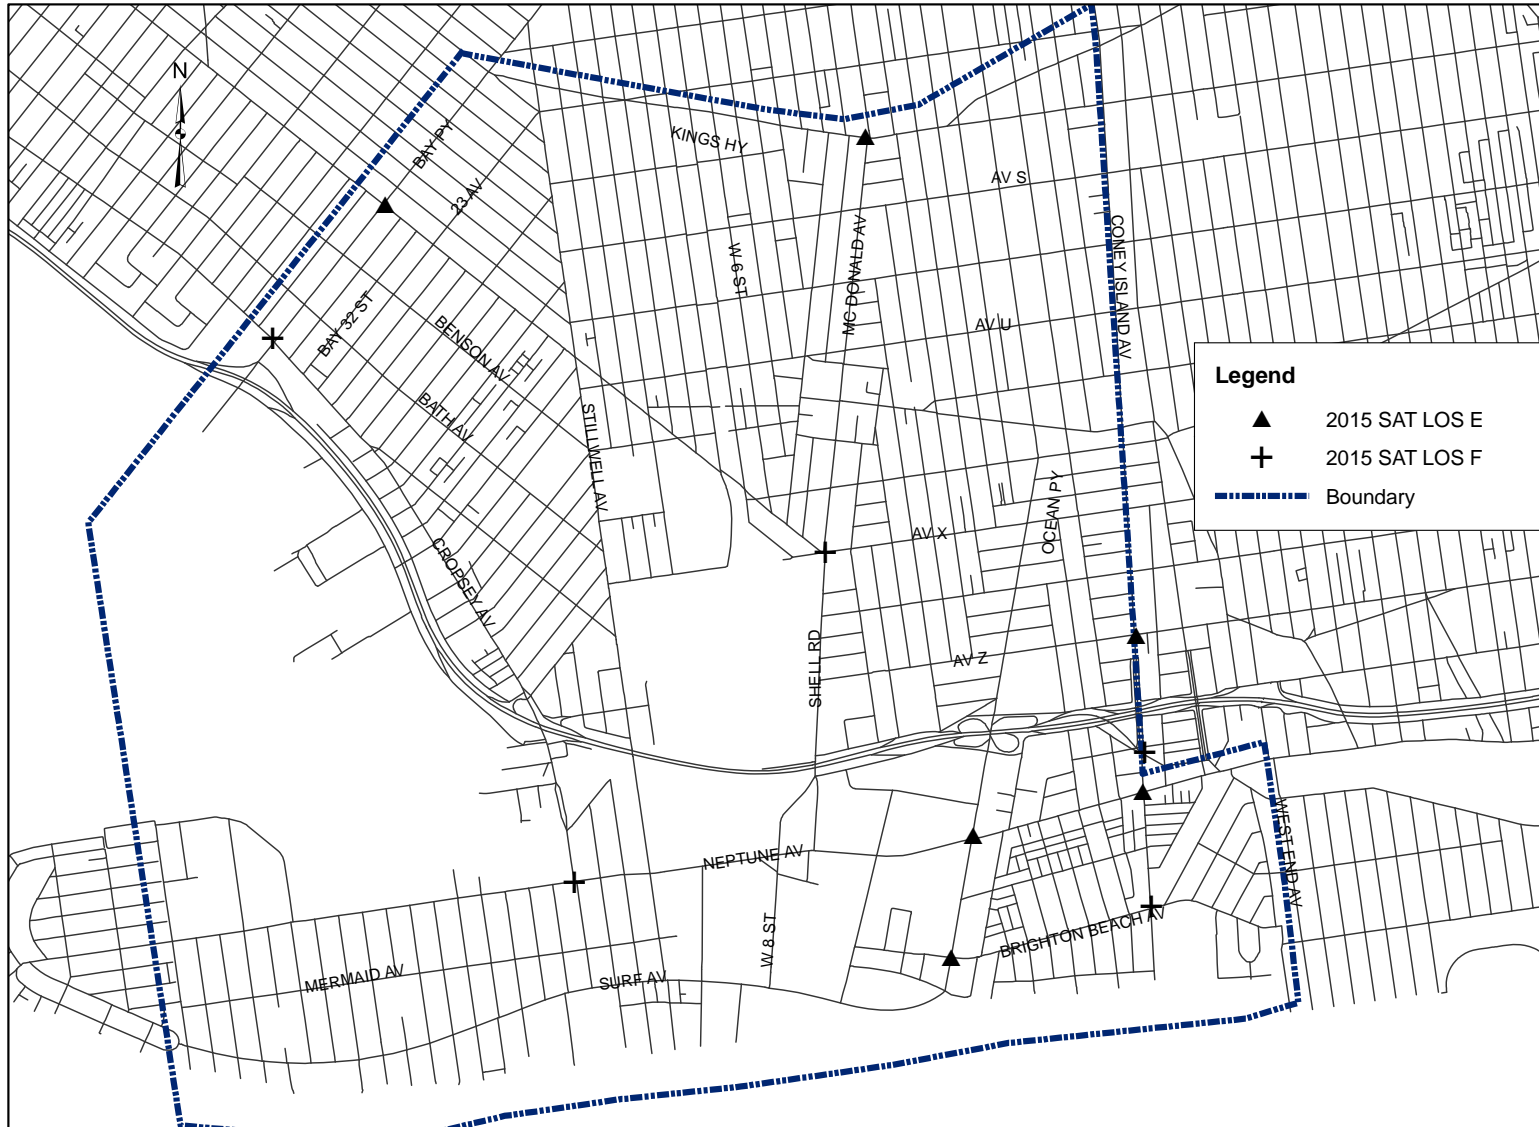 N
BAY PY
KINGS HY
23 AV
AV S
W 6 ST
MC DONALD AV
CONEY ISLAND AV
BAY 32 ST
BENSON AV
AV U
BATH AV
STILLWELL AV
Legend
2015 SAT LOS E
2015 SAT LOS F
Boundary
OCEAN PY
AV X
CROPSEY AV
SHELL RD
AV Z
NEPTUNE AV
WEST END AV
W 8 ST
BRIGHTON BEACH AV
MERMAID AV
SURF AV